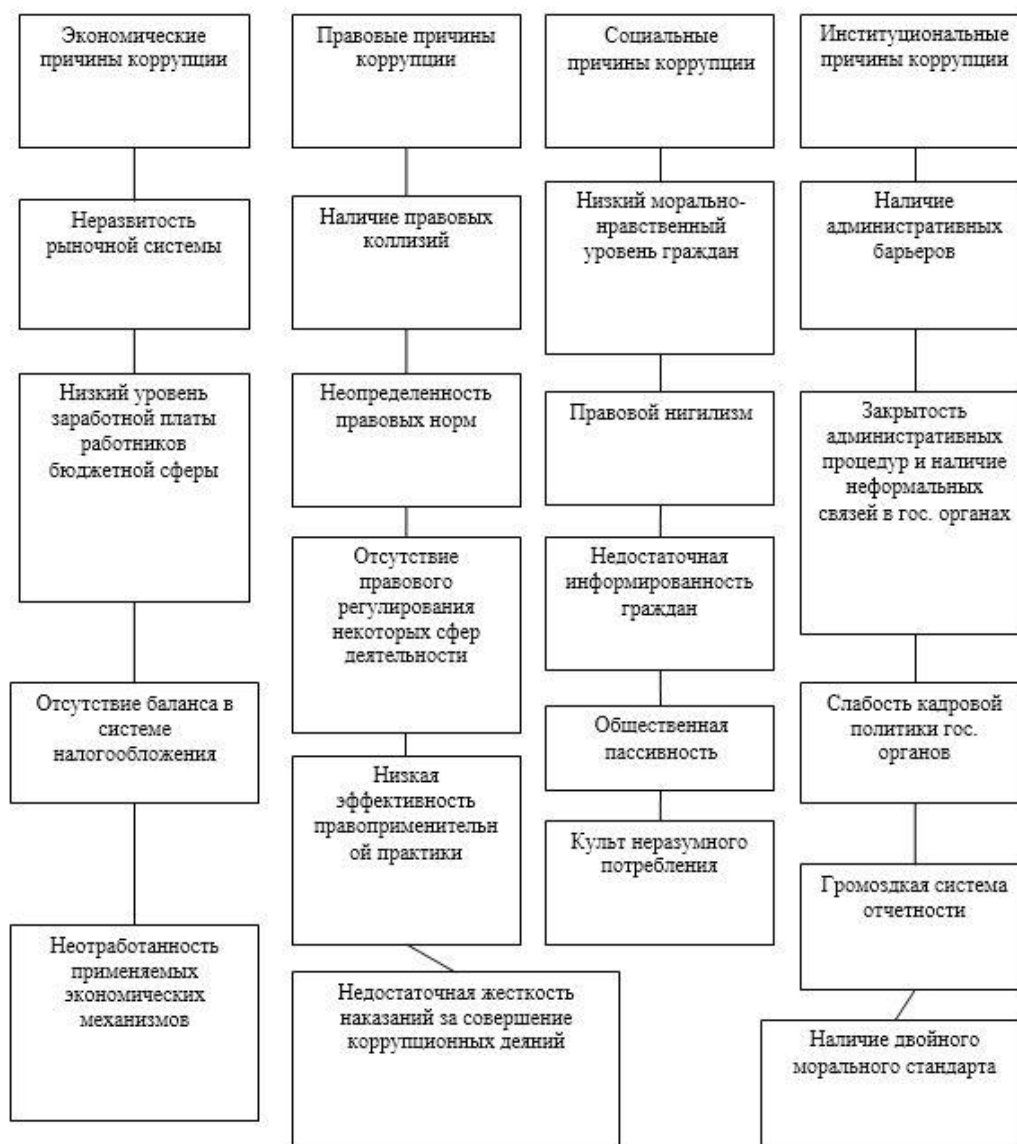 Экономические
причины коррупции
Неразвитость
рыночной системы
Низкий уровень
заработной платы
работников
бюджетной сферы
Отсутствие баланса в
системе
налогообложения
Неотработанность
применяемых
экономических
механизмов
Правовые причины
коррупции
Наличие правовых
коллизий
Неопределенность
правовых норм
Отсутствие
правового
регулирования
некоторых сфер
деятельности
Низкая
эффективность
правоприменительн
ой практики
Недостаточная жесткость
наказаний за совершение
коррупционных деяний
Социальные
причины коррупции
Низкий морально-
нравственный
уровень граждан
Правовой нигилизм
Недостаточная
информированность
граждан
Общественная
пассивность
Культ неразумного
потребления
Институциональные
причины коррупции
Наличие
административных
барьеров
Закрытость
административных
процедур и наличие
неформальных
связей в гос. органах
Слабость кадровой
политики гос.
органов
Громоздкая система
отчетности
Наличие двойного
морального стандарта